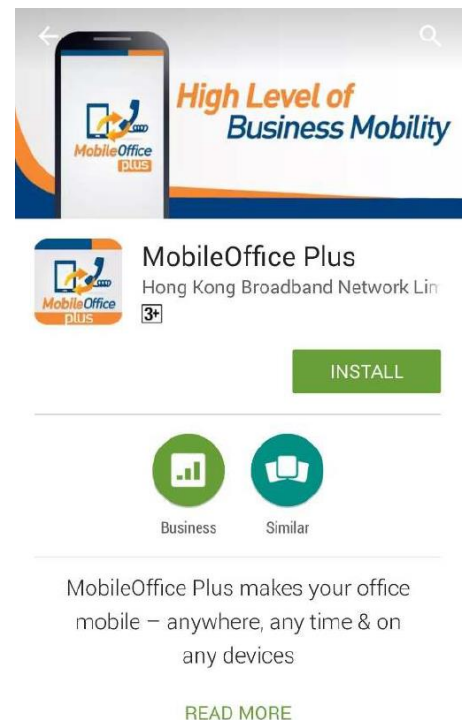 High Level of
Business Mobility
MobileOffice
plus
MobileOffice Plus
Hong Kong Broadband Network Lim
3+
MobileOffice
plus
INSTALL
Business
Similar
MobileOffice Plus makes your office
mobile – anywhere, any time & on
any devices
READ MORE